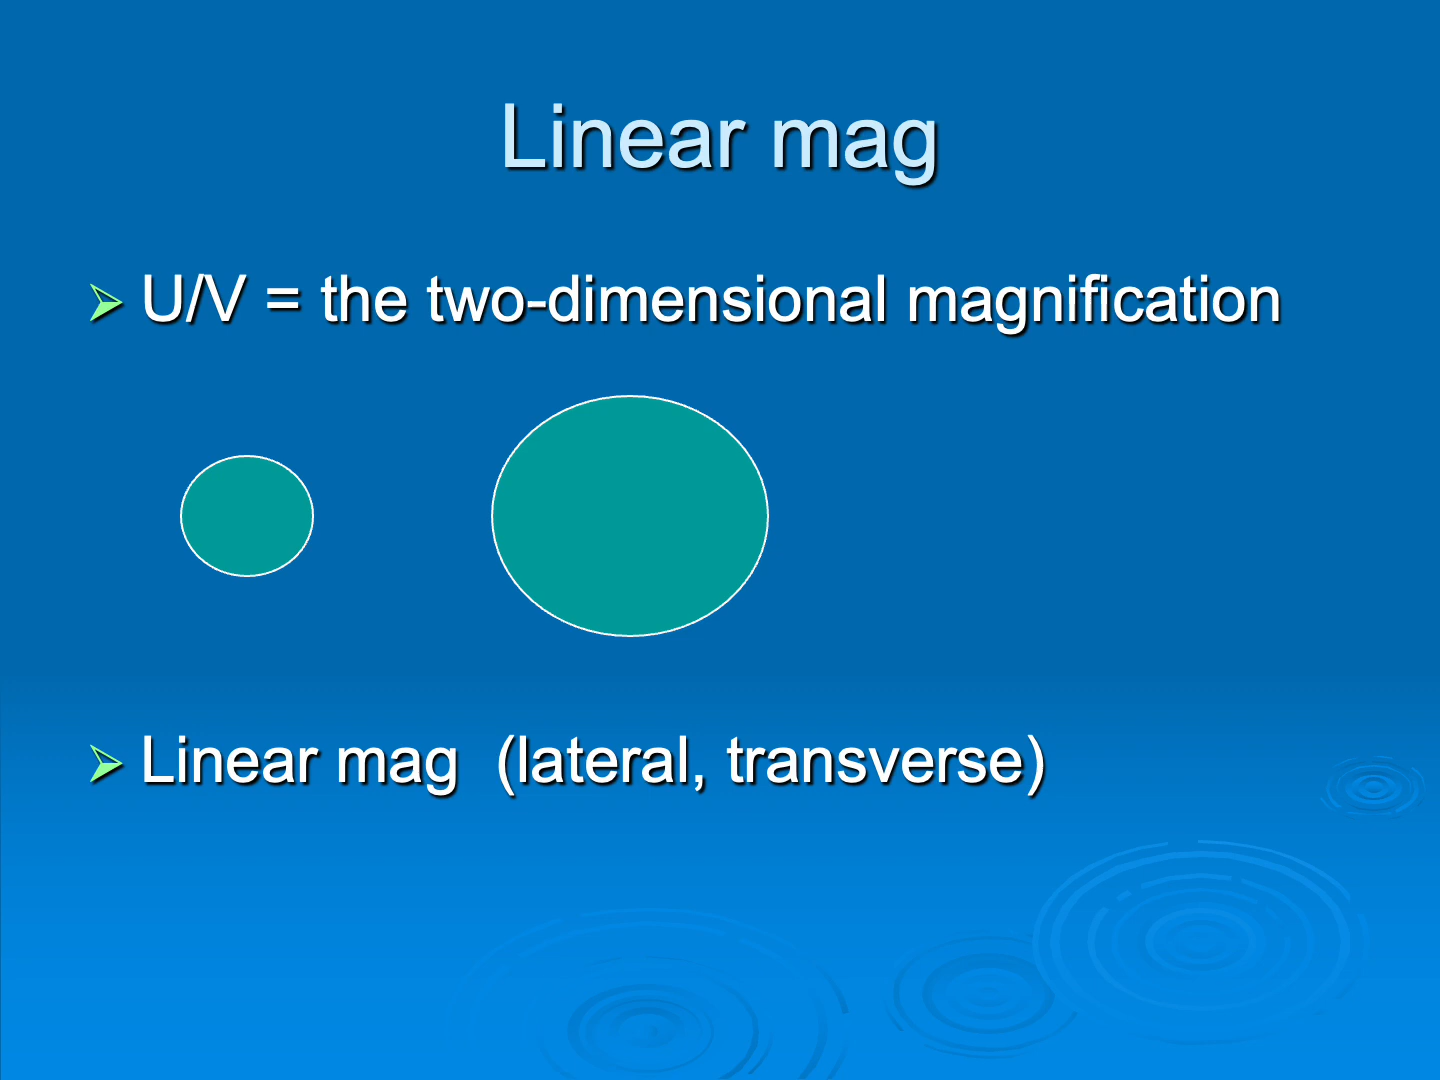 Linear mag
U/V = the two-dimensional magnification
Linear mag  (lateral, transverse)